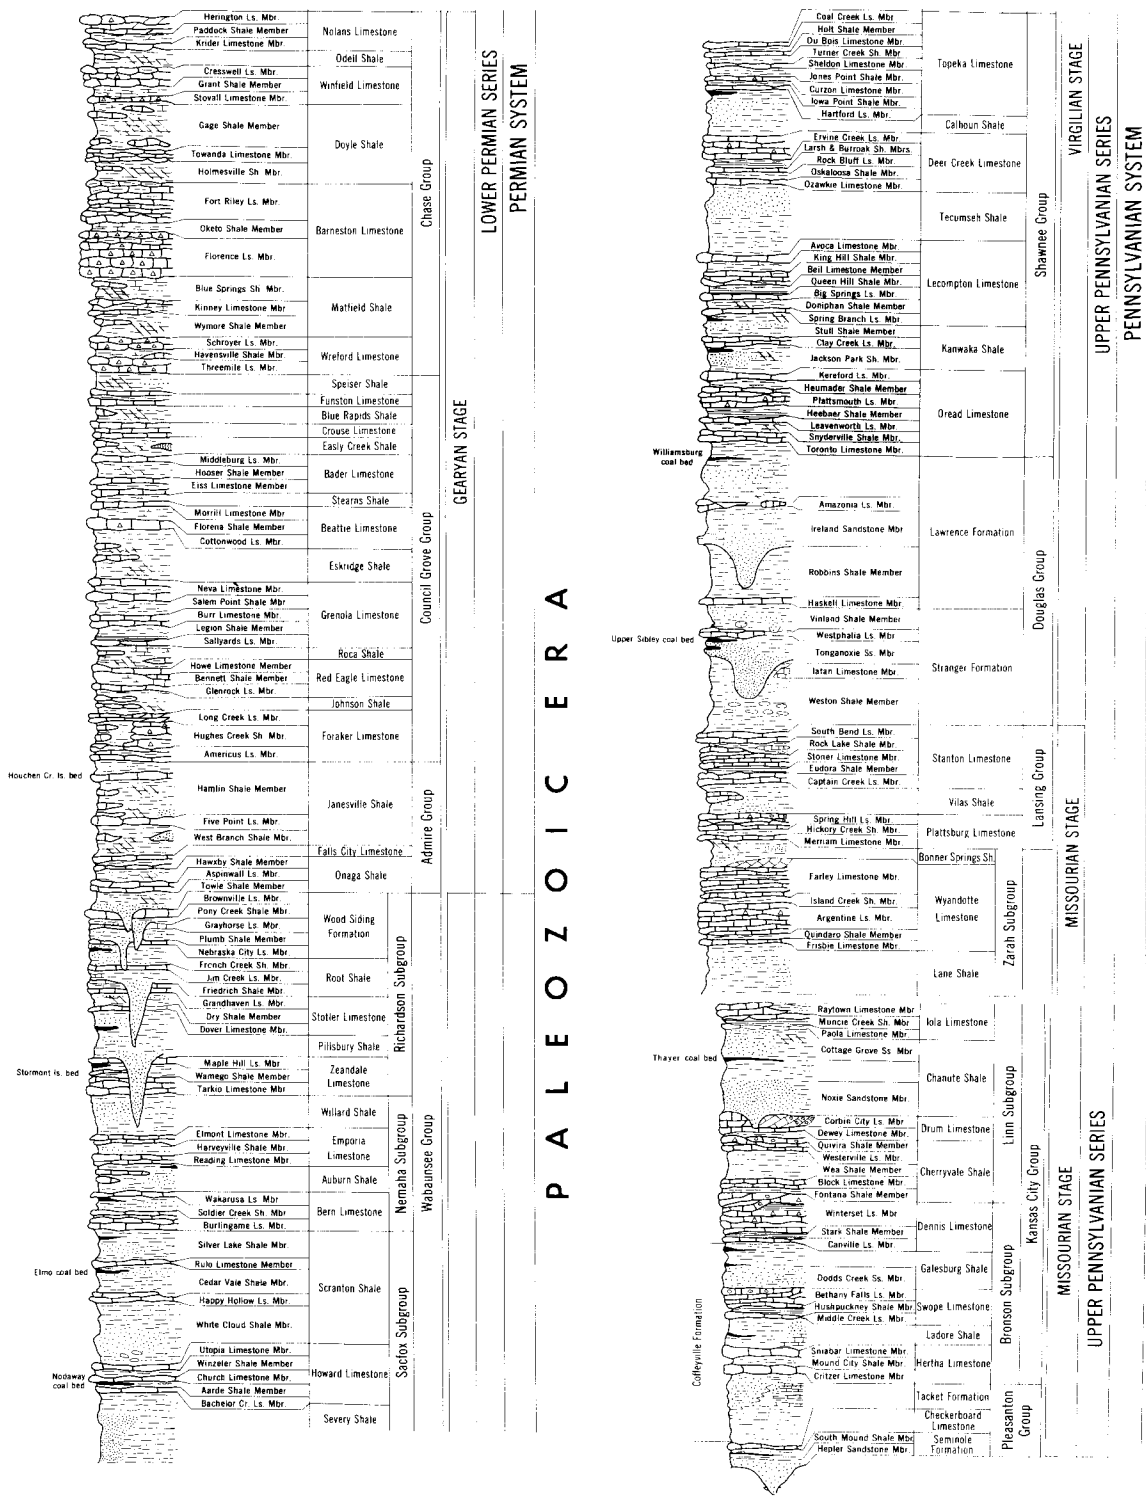 Herington Ls. Mbr.
Paddock Shale Member
Krider Limestone Mbr.
Nolans Limestone
Odell Shale
Cresswell Ls. Mbr.
Grant Shale Member
Stovall Limestone Mbr.
Winfield Limestone
Gage Shale Member
Towanda Limestone Mbr.
Holmesville Sh. Mbr.
Doyle Shale
Fort Riley Ls. Mbr.
Oketo Shale Member
Florence Ls. Mbr.
Barneston Limestone
Blue Springs Sh. Mbr.
Kinney Limestone Mbr
Wymore Shale Member
Matfield Shale
Schroyer Ls. Mbr.
Havensville Shale Mbr.
Threemile Ls. Mbr.
Wreford Limestone
Chase Group
Speiser Shale
Funston Limestone
Blue Rapids Shale
Crouse Limestone
Easly Creek Shale
Middleburg Ls. Mbr.
Hooser Shale Member
Eiss Limestone Member
Bader Limestone
Stearns Shale
Morrill Limestone Mbr
Florena Shale Member
Cottonwood Ls. Mbr.
Beattie Limestone
Eskridge Shale
Neva Limestone Mbr.
Salem Point Shale Mbr
Burr Limestone Mbr.
Legion Shale Member
Sallyards Ls. Mbr.
Grenola Limestone
Roca Shale
Howe Limestone Member
Bennett Shale Member
Glenrock Ls. Mbr.
Red Eagle Limestone
Johnson Shale
Long Creek Ls. Mbr.
Hughes Creek Sh. Mbr.
Americus Ls. Mbr.
Foraker Limestone
Council Grove Group
Houchen Cr. ls. bed
Hamlin Shale Member
Five Point Ls. Mbr.
West Branch Shale Mbr.
Janesville Shale
Falls City Limestone
Hawxby Shale Member
Aspinwall Ls. Mbr.
Towle Shale Member
Onaga Shale
Admire Group
GEARYAN STAGE
LOWER PERMIAN SERIES
PERMIAN SYSTEM
Brownville Ls. Mbr.
Pony Creek Shale Mbr.
Grayhorse Ls. Mbr.
Plumb Shale Member
Nebraska City Ls. Mbr.
Wood Siding
Formation
French Creek Sh. Mbr.
Jim Creek Ls. Mbr.
Friedrich Shale Mbr.
Root Shale
Grandhaven Ls. Mbr.
Dry Shale Member
Dover Limestone Mbr.
Stotler Limestone
Pillsbury Shale
Stormont ls. bed
Maple Hill Ls. Mbr.
Wamego Shale Member
Tarkio Limestone Mbr
Zeandale
Limestone
Richardson Subgroup
Willard Shale
Elmont Limestone Mbr.
Harveyville Shale Mbr.
Reading Limestone Mbr.
Emporia
Limestone
Auburn Shale
Wakarusa Ls. Mbr
Soldier Creek Sh. Mbr
Burlingame Ls. Mbr.
Bern Limestone
Nemaha Subgroup
Wabaunsee Group
Silver Lake Shale Mbr.
Rulo Limestone Member
Elmo coal bed
Cedar Vale Shale Mbr.
Happy Hollow Ls. Mbr.
White Cloud Shale Mbr.
Scranton Shale
Utopia Limestone Mbr.
Winzeler Shale Member
Church Limestone Mbr.
Nodaway
coal bed
Aarde Shale Member
Bachelor Cr. Ls. Mbr.
Howard Limestone
Severy Shale
Sacfox Subgroup
PALEOZOIC ERA
Coal Creek Ls. Mbr
Holt Shale Member
Du Bois Limestone Mbr.
Turner Creek Sh. Mbr
Sheldon Limestone Mbr.
Jones Point Shale Mbr.
Curzon Limestone Mbr.
Iowa Point Shale Mbr.
Hartford Ls. Mbr.
Topeka Limestone
Calhoun Shale
Ervine Creek Ls. Mbr.
Larsh & Burroak Sh. Mbrs.
Rock Bluff Ls. Mbr.
Oskaloosa Shale Mbr.
Ozawkie Limestone Mbr.
Deer Creek Limestone
Tecumseh Shale
Avoca Limestone Mbr.
King Hill Shale Mbr.
Beil Limestone Member
Queen Hill Shale Mbr.
Big Springs Ls. Mbr.
Doniphan Shale Mbr.
Spring Branch Ls. Mbr.
Lecompton Limestone
Stull Shale Member
Clay Creek Ls. Mbr.
Jackson Park Sh. Mbr.
Kanwaka Shale
Kereford Ls. Mbr.
Heumader Shale Member
Plattsmouth Ls. Mbr.
Heebner Shale Member
Leavenworth Ls. Mbr.
Snyderville Shale Mbr.
Toronto Limestone Mbr.
Oread Limestone
Shawnee Group
Williamsburg
coal bed
Amazonia Ls. Mbr.
Ireland Sandstone Mbr
Robbins Shale Member
Haskell Limestone Mbr
Lawrence Formation
Vinland Shale Member
Upper Sibley coal bed
Westphalia Ls. Mbr
Tonganoxie Ss. Mbr
Iatan Limestone Mbr
Weston Shale Member
Stranger Formation
Douglas Group
VIRGILIAN STAGE
UPPER PENNSYLVANIAN SERIES
PENNSYLVANIAN SYSTEM
South Bend Ls. Mbr.
Rock Lake Shale Mbr.
Stoner Limestone Mbr.
Eudora Shale Member
Captain Creek Ls. Mbr.
Stanton Limestone
Vilas Shale
Spring Hill Ls. Mbr.
Hickory Creek Sh. Mbr.
Merriam Limestone Mbr.
Plattsburg Limestone
Lansing Group
Bonner Springs Sh.
Farley Limestone Mbr.
Island Creek Sh. Mbr.
Argentine Ls. Mbr.
Quindaro Shale Member
Frisbie Limestone Mbr.
Wyandotte
Limestone
Lane Shale
Zarah Subgroup
MISSOURIAN STAGE
Raytown Limestone Mbr
Muncie Creek Sh. Mbr
Paola Limestone Mbr.
Iola Limestone
Thayer coal bed
Cottage Grove Ss. Mbr
Noxie Sandstone Mbr.
Chanute Shale
Corbin City Ls. Mbr
Dewey Limestone Mbr.
Drum Limestone
Quivira Shale Member
Westerville Ls. Mbr.
Wea Shale Member
Block Limestone Mbr.
Fontana Shale Member
Cherryvale Shale
Linn Subgroup
Winterset Ls. Mbr
Stark Shale Member
Canville Ls. Mbr.
Dennis Limestone
Galesburg Shale
Dodds Creek Ss. Mbr.
Bethany Falls Ls. Mbr.
Hushpuckney Shale Mbr.
Middle Creek Ls. Mbr.
Swope Limestone
Ladore Shale
Sniabar Limestone Mbr.
Mound City Shale Mbr.
Critzer Limestone Mbr.
Hertha Limestone
Bronson Subgroup
Kansas City Group
Coffeyville Formation
Tacket Formation
Checkerboard
Limestone
South Mound Shale Mbr.
Hepler Sandstone Mbr.
Seminole
Formation
Pleasanton
Group
MISSOURIAN STAGE
UPPER PENNSYLVANIAN SERIES